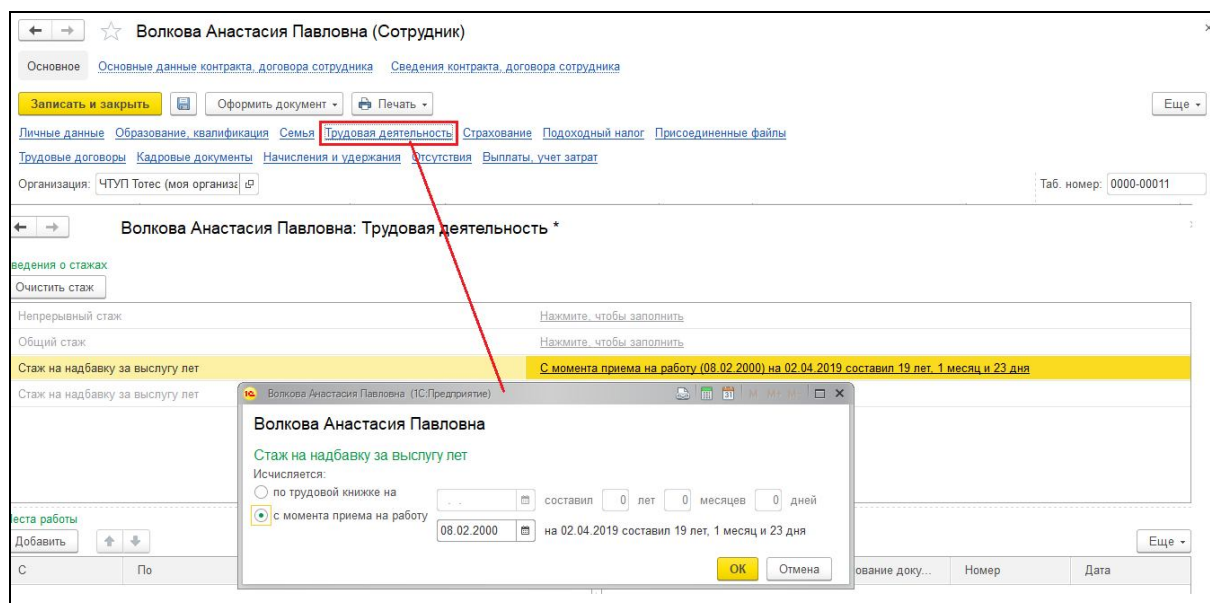 Волкова Анастасия Павловна (Сотрудник)
Основное Основные данные контракта, договора сотрудника Сведения контракта, договора сотрудника
Записать и закрыть Оформить документ Печать Еще
Личные данные Образование, квалификация Семья Трудовая деятельность Страхование Подоходный налог Присоединенные файлы
Трудовые договоры Кадровые документы Начисления и удержания Отсутствия Выплаты, учет затрат
Организация: ЧТУП Тотес (моя организа Таб. номер: 0000-00011
Волкова Анастасия Павловна: Трудовая деятельность *
ведения о стажах
Очистить стаж
Непрерывный стаж Нажмите, чтобы заполнить
Общий стаж Нажмите, чтобы заполнить
Стаж на надбавку за выслугу лет С момента приема на работу (08.02.2000) на 02.04.2019 составил 19 лет, 1 месяц и 23 дня
Стаж на надбавку за выслугу лет
Волкова Анастасия Павловна (1С:Предприятие) M M+ M-
Волкова Анастасия Павловна
Стаж на надбавку за выслугу лет
Исчисляется:
по трудовой книжке на . . составил 0 лет 0 месяцев 0 дней
с момента приема на работу 08.02.2000 на 02.04.2019 составил 19 лет, 1 месяц и 23 дня
ОК Отмена
еста работы
Добавить Еще
С По ование доку... Номер Дата